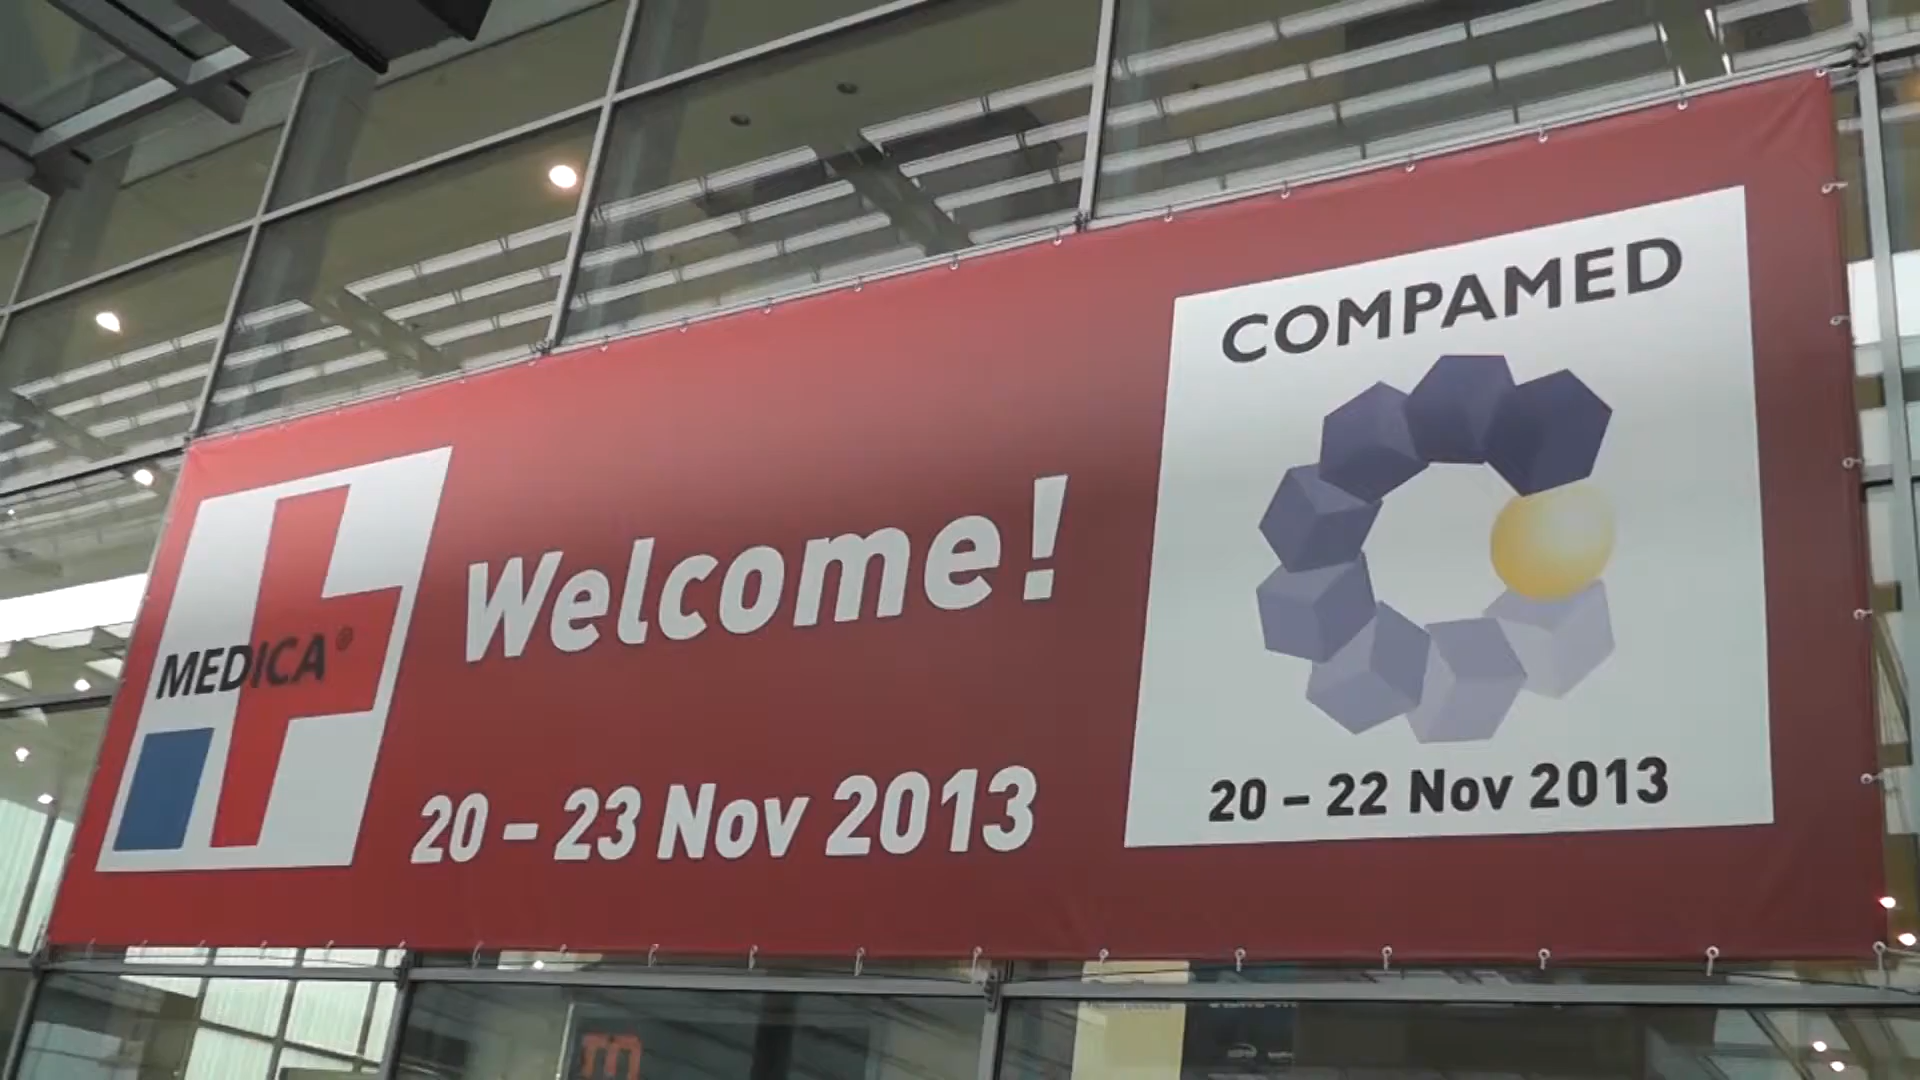 MEDICA®
Welcome!
20 – 23 Nov 2013
COMPAMED
20 – 22 Nov 2013
m